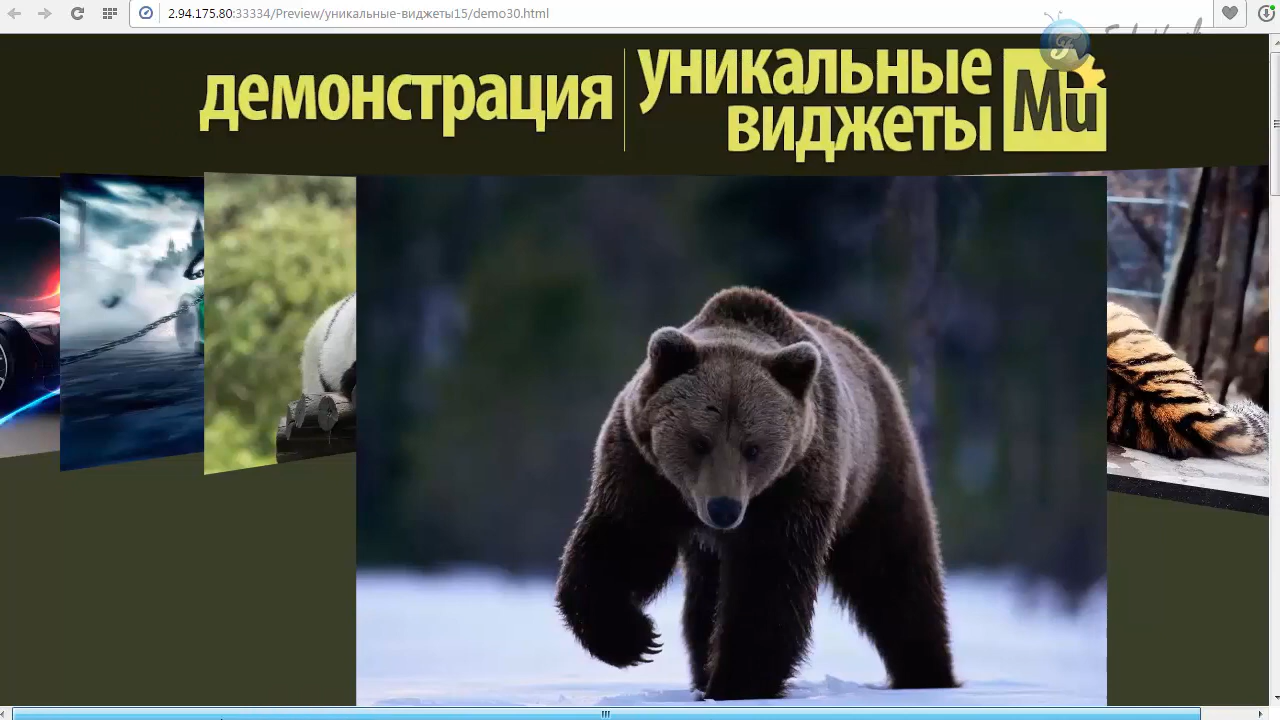 2.94.175.80:33334/Preview/уникальные-виджеты15/demo30.html
демонстрация
уникальные
виджеты
Mu